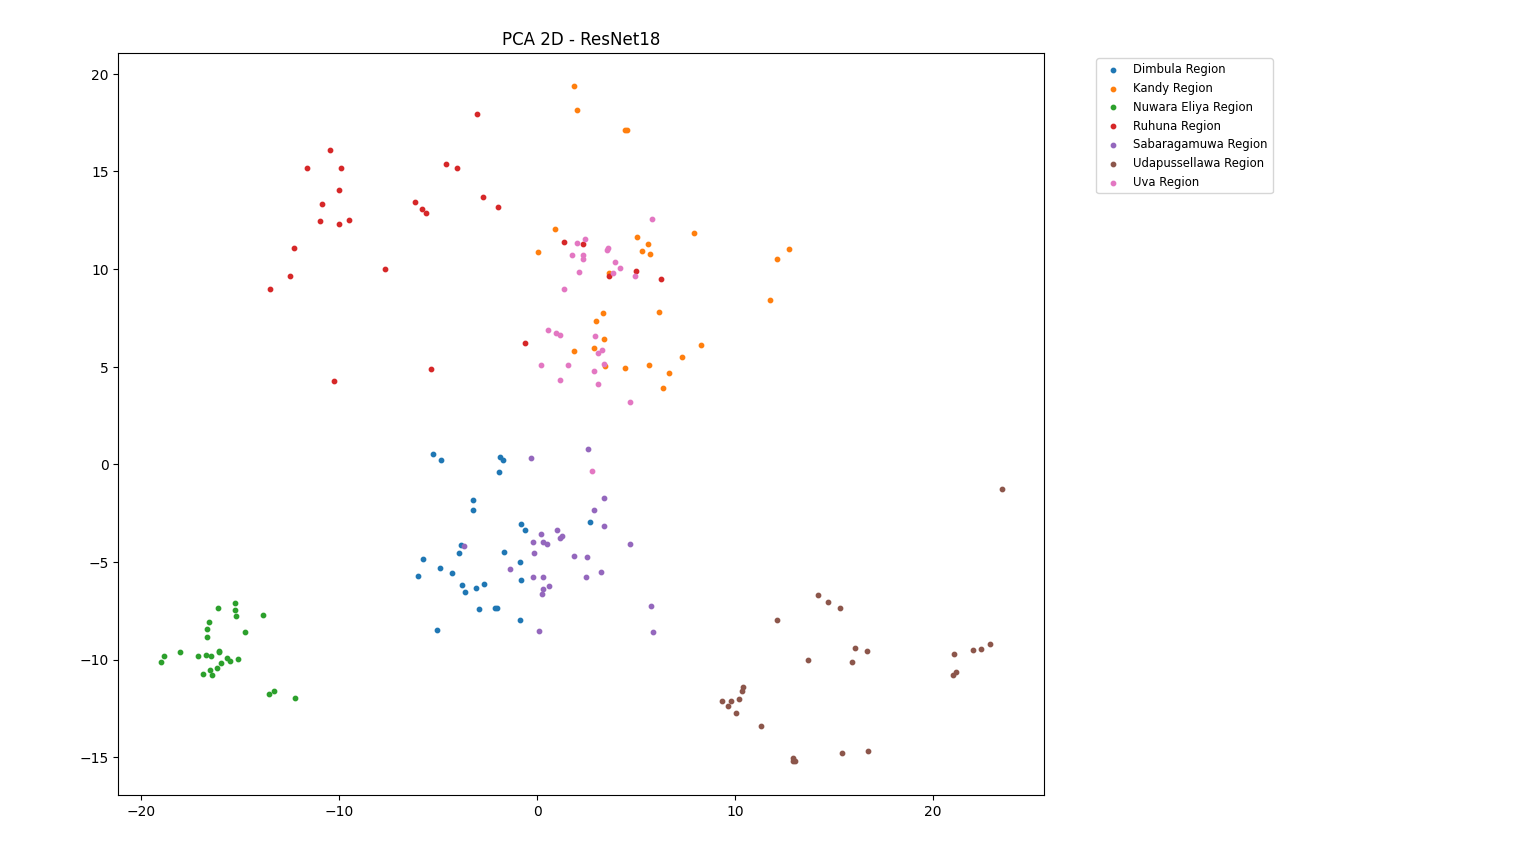 PCA 2D - ResNet18
Dimbula Region
Kandy Region
Nuwara Eliya Region
Ruhuna Region
Sabaragamuwa Region
Udapussellawa Region
Uva Region
20
15
10
5
0
−5
−10
−15
−20 −10 0 10 20